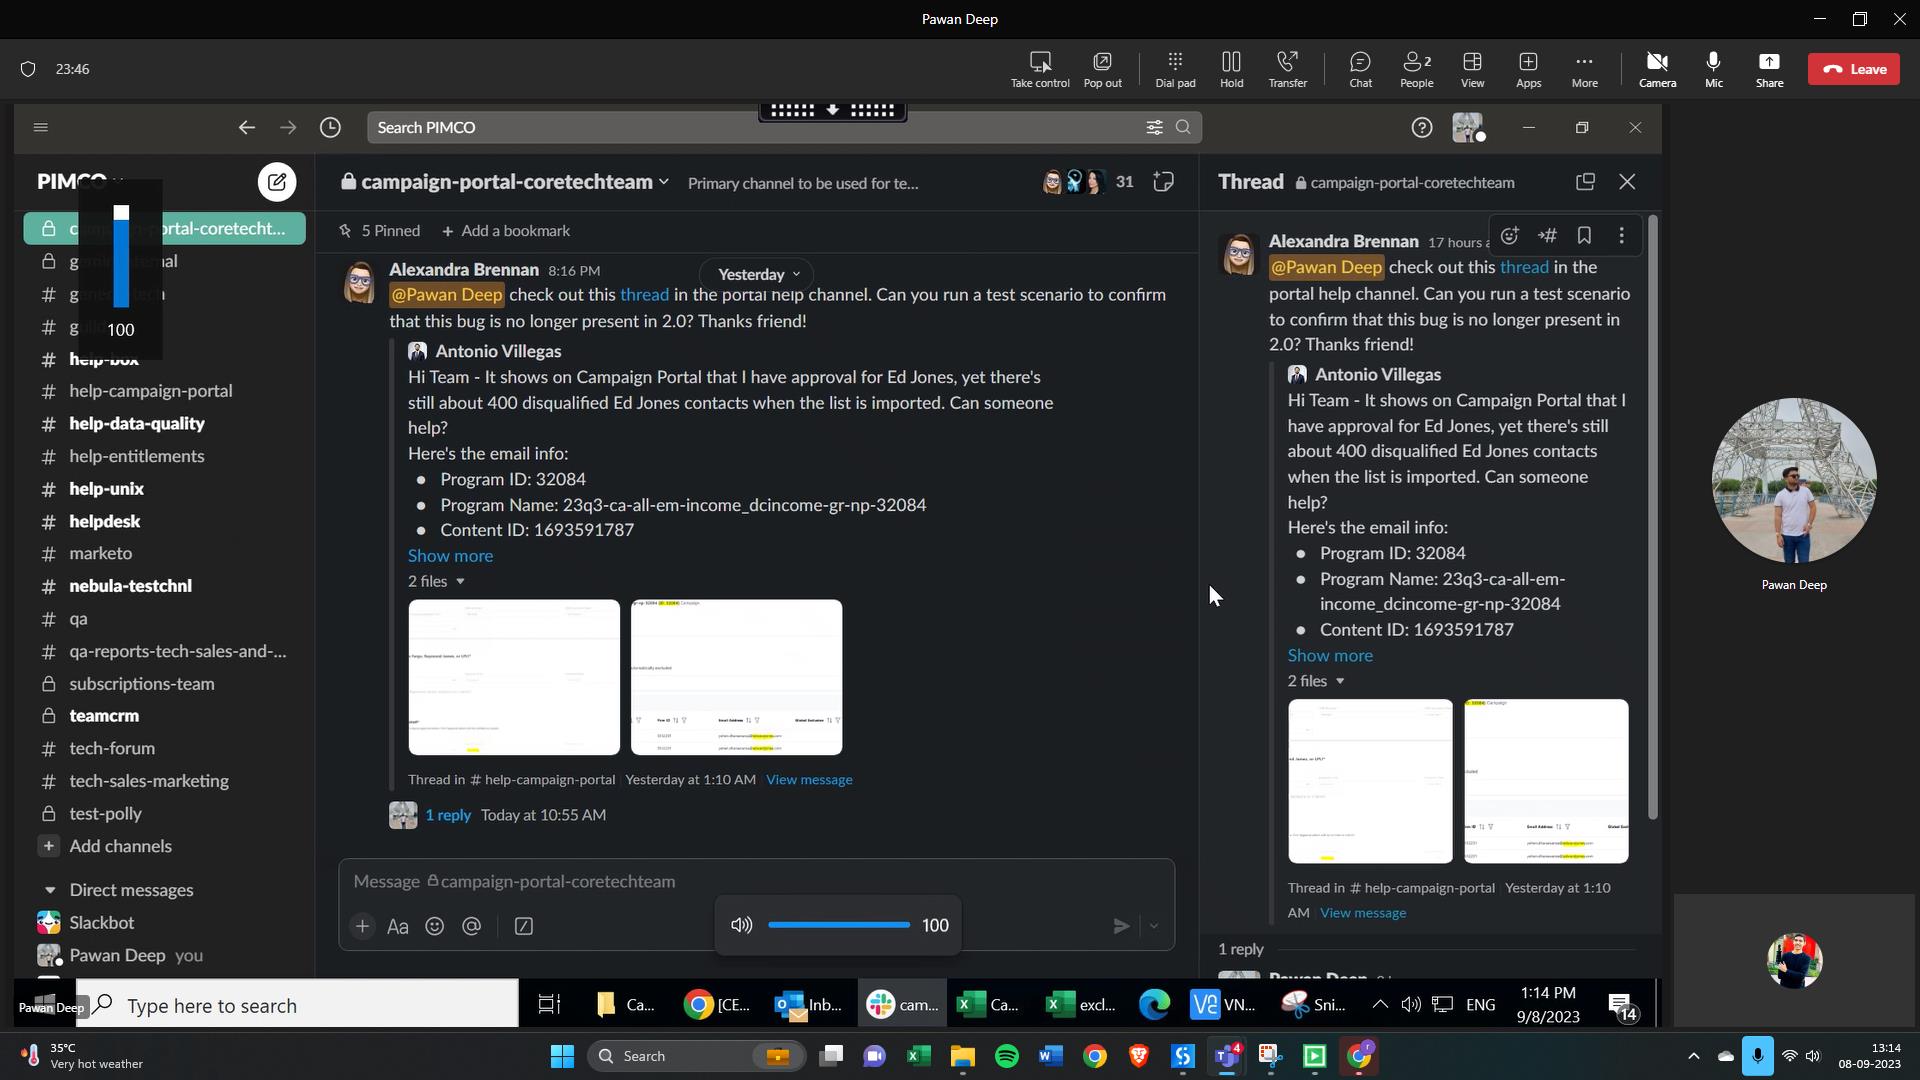 Pawan Deep
23:46
Take control
Pop out
Dial pad
Hold
Transfer
Chat
2
People
View
Apps
More
Camera
Mic
Share
Leave
Search PIMCO
PIMCO
rtal-coretecht...
100
help-box
help-campaign-portal
help-data-quality
help-entitlements
help-unix
helpdesk
marketo
nebula-testchnl
qa
qa-reports-tech-sales-and-...
subscriptions-team
teamcrm
tech-forum
tech-sales-marketing
test-polly
Add channels
Direct messages
Slackbot
Pawan Deep you
campaign-portal-coretechteam
Primary channel to be used for te...
31
5 Pinned
+ Add a bookmark
Yesterday
Alexandra Brennan 8:16 PM
@Pawan Deep check out this thread in the portal help channel. Can you run a test scenario to confirm
that this bug is no longer present in 2.0? Thanks friend!
Antonio Villegas
Hi Team - It shows on Campaign Portal that I have approval for Ed Jones, yet there's
still about 400 disqualified Ed Jones contacts when the list is imported. Can someone
help?
Here's the email info:
● Program ID: 32084
● Program Name: 23q3-ca-all-em-income_dcincome-gr-np-32084
● Content ID: 1693591787
Show more
2 files
Thread in # help-campaign-portal Yesterday at 1:10 AM View message
1 reply Today at 10:55 AM
Message campaign-portal-coretechteam
Aa
100
Thread campaign-portal-coretechteam
Alexandra Brennan 17 hours a
@Pawan Deep check out this thread in the
portal help channel. Can you run a test scenario
to confirm that this bug is no longer present in
2.0? Thanks friend!
Antonio Villegas
Hi Team - It shows on Campaign Portal that I
have approval for Ed Jones, yet there's still
about 400 disqualified Ed Jones contacts
when the list is imported. Can someone
help?
Here's the email info:
● Program ID: 32084
● Program Name: 23q3-ca-all-em-
income_dcincome-gr-np-32084
● Content ID: 1693591787
Show more
2 files
Thread in # help-campaign-portal Yesterday at 1:10
AM View message
1 reply
Pawan Deep
Pawan Deep
Pawan Deep
Type here to search
Ca...
[CE...
Inb...
cam...
Ca...
excl...
VN...
Sni...
ENG
1:14 PM
9/8/2023
14
35°C
Very hot weather
Search
4
13:14
08-09-2023